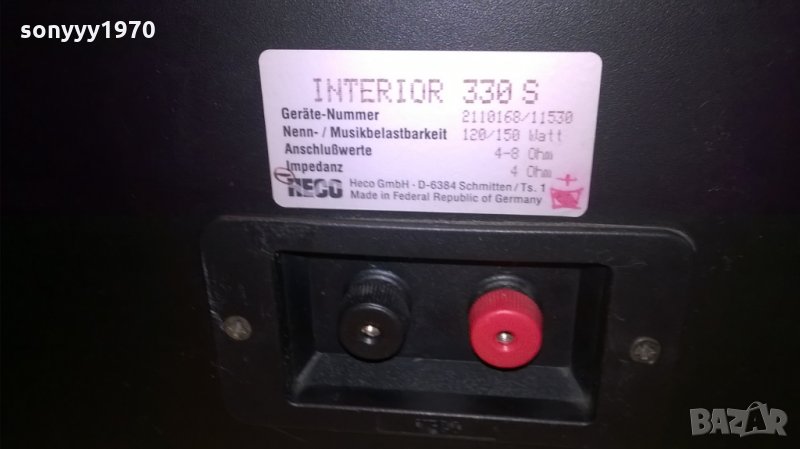 sonyyy1970
INTERIOR 330 S
Geräte-Nummer 2110168/11530
Nenn- / Musikbelastbarkeit 120/150 Watt
Anschlußwerte 4-8 Ohm
Impedanz 4 Ohm
HECO Heco GmbH · D-6384 Schmitten / Ts. 1
Made in Federal Republic of Germany
BAZAR